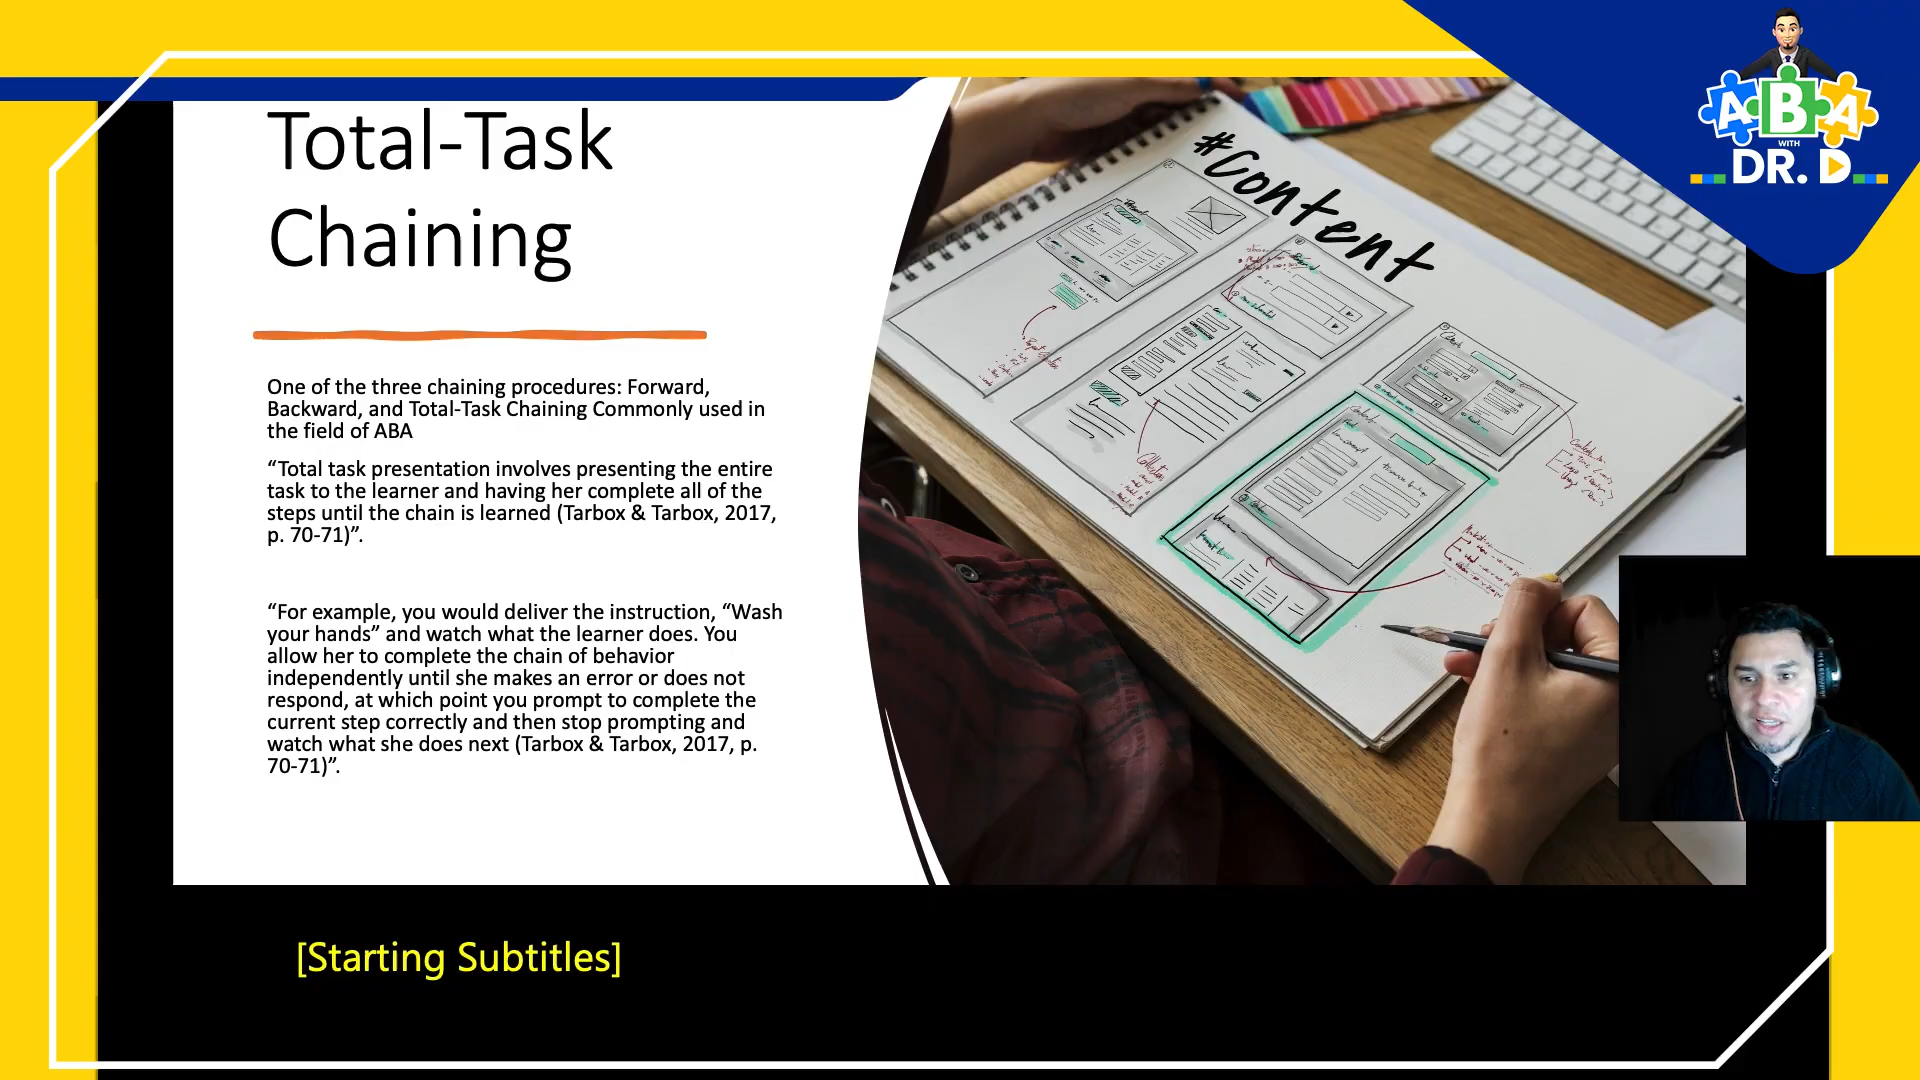 Total-Task
Chaining
One of the three chaining procedures: Forward,
Backward, and Total-Task Chaining Commonly used in
the field of ABA
“Total task presentation involves presenting the entire
task to the learner and having her complete all of the
steps until the chain is learned (Tarbox & Tarbox, 2017,
p. 70-71)”.
“For example, you would deliver the instruction, “Wash
your hands” and watch what the learner does. You
allow her to complete the chain of behavior
independently until she makes an error or does not
respond, at which point you prompt to complete the
current step correctly and then stop prompting and
watch what she does next (Tarbox & Tarbox, 2017, p.
70-71)”.
#Content
ABA
WITH
DR. D
[Starting Subtitles]